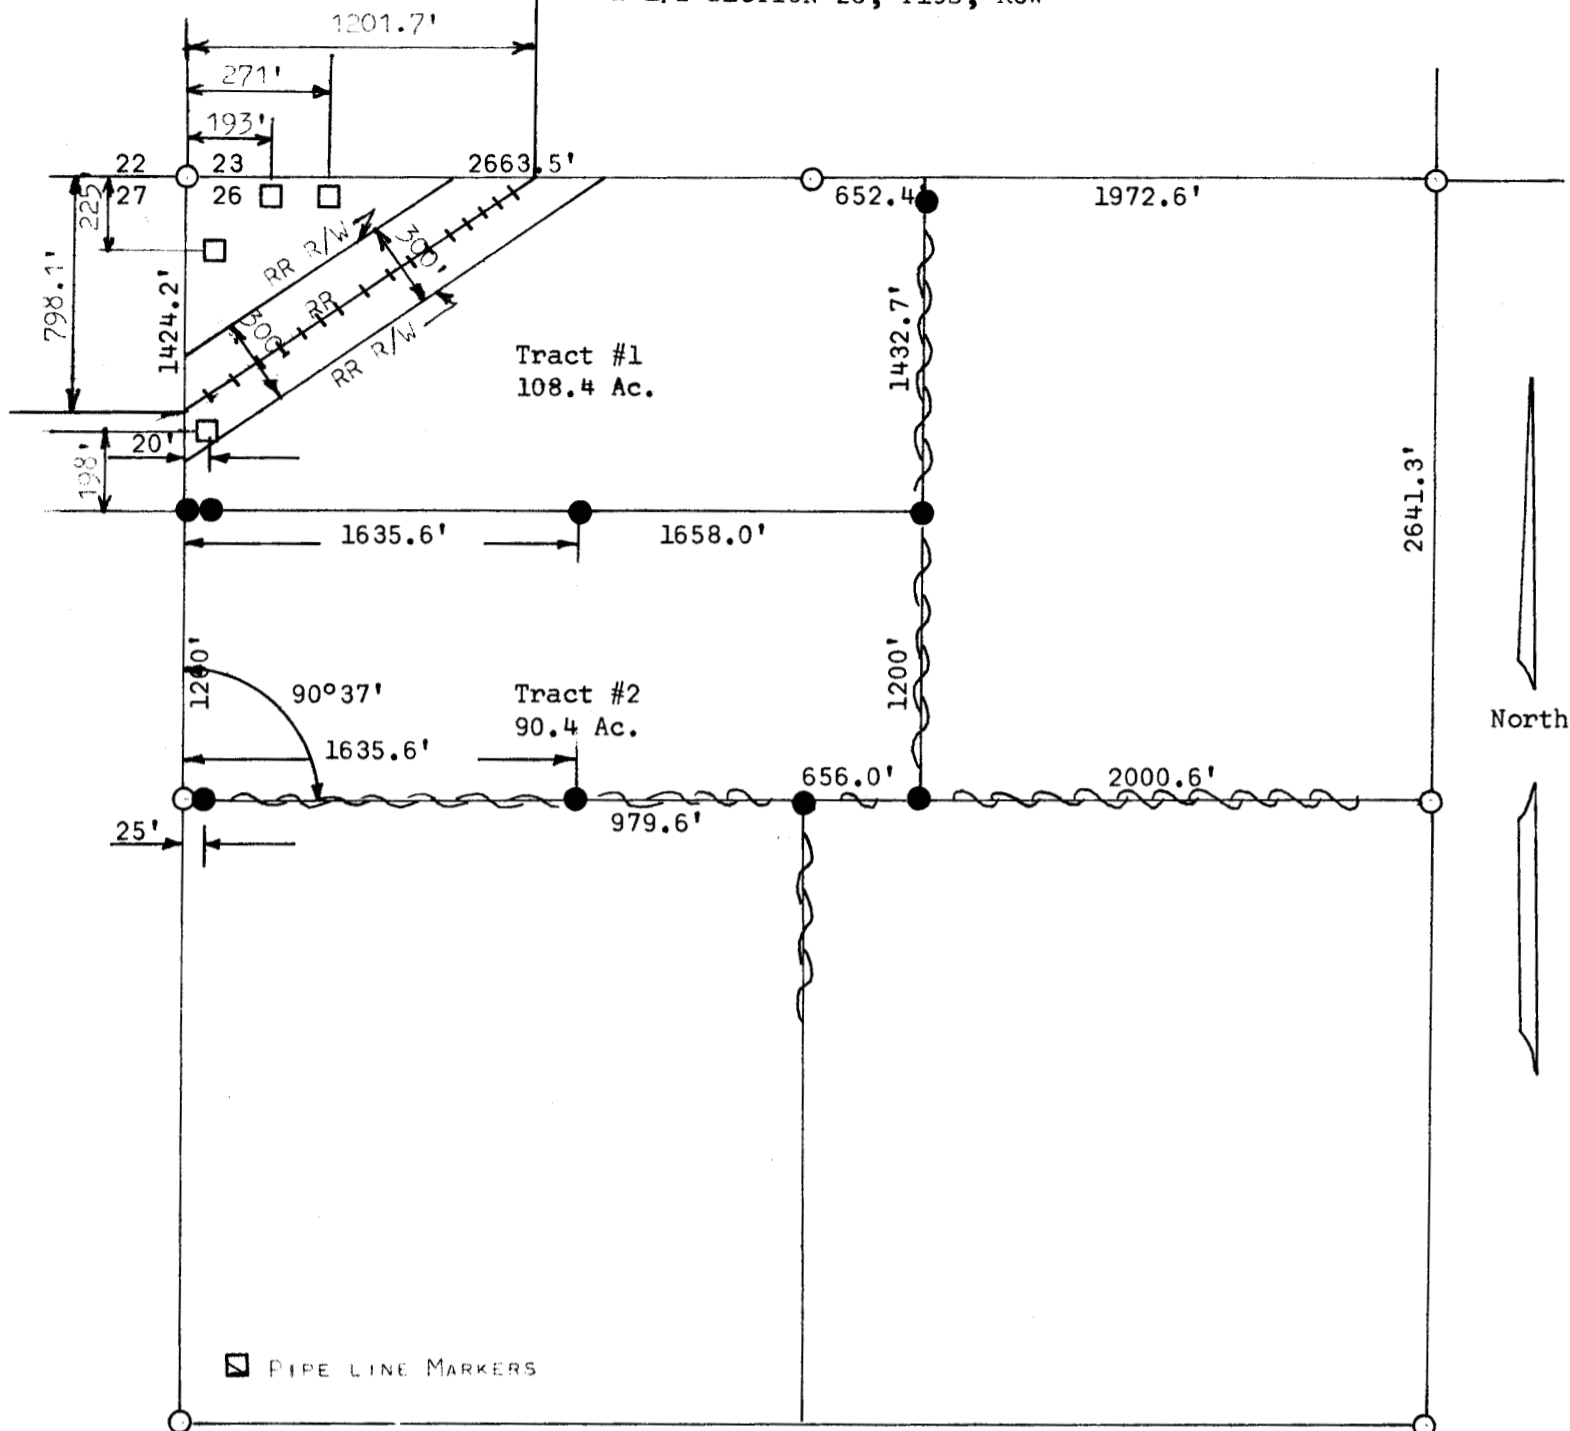 1201.7'
271'
193'
22 23 2663.5'
27 26 652.4 1972.6'
225'
RR R/W
300'
798.1'
1424.2'
RR
300'
RR R/W
1432.7'
Tract #1
108.4 Ac.
20'
198'
2641.3'
1635.6' 1658.0'
1200'
90°37'
Tract #2
90.4 Ac.
1200'
North
1635.6'
656.0' 2000.6'
979.6'
25'
PIPE LINE MARKERS